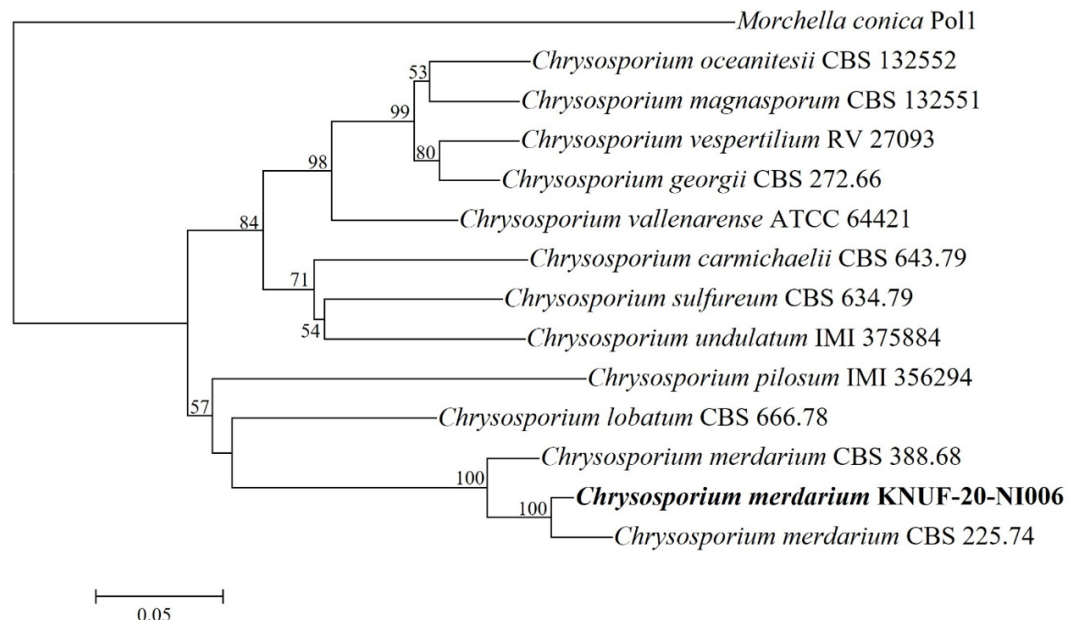 Morchella conica Pol1
Chrysosporium oceanitesii CBS 132552
53
Chrysosporium magnasporum CBS 132551
99
Chrysosporium vespertilium RV 27093
80
98
Chrysosporium georgii CBS 272.66
84
Chrysosporium vallenarense ATCC 64421
Chrysosporium carmichaelii CBS 643.79
71
Chrysosporium sulfureum CBS 634.79
54
Chrysosporium undulatum IMI 375884
Chrysosporium pilosum IMI 356294
57
Chrysosporium lobatum CBS 666.78
Chrysosporium merdarium CBS 388.68
100
Chrysosporium merdarium KNUF-20-NI006
100
Chrysosporium merdarium CBS 225.74
0.05